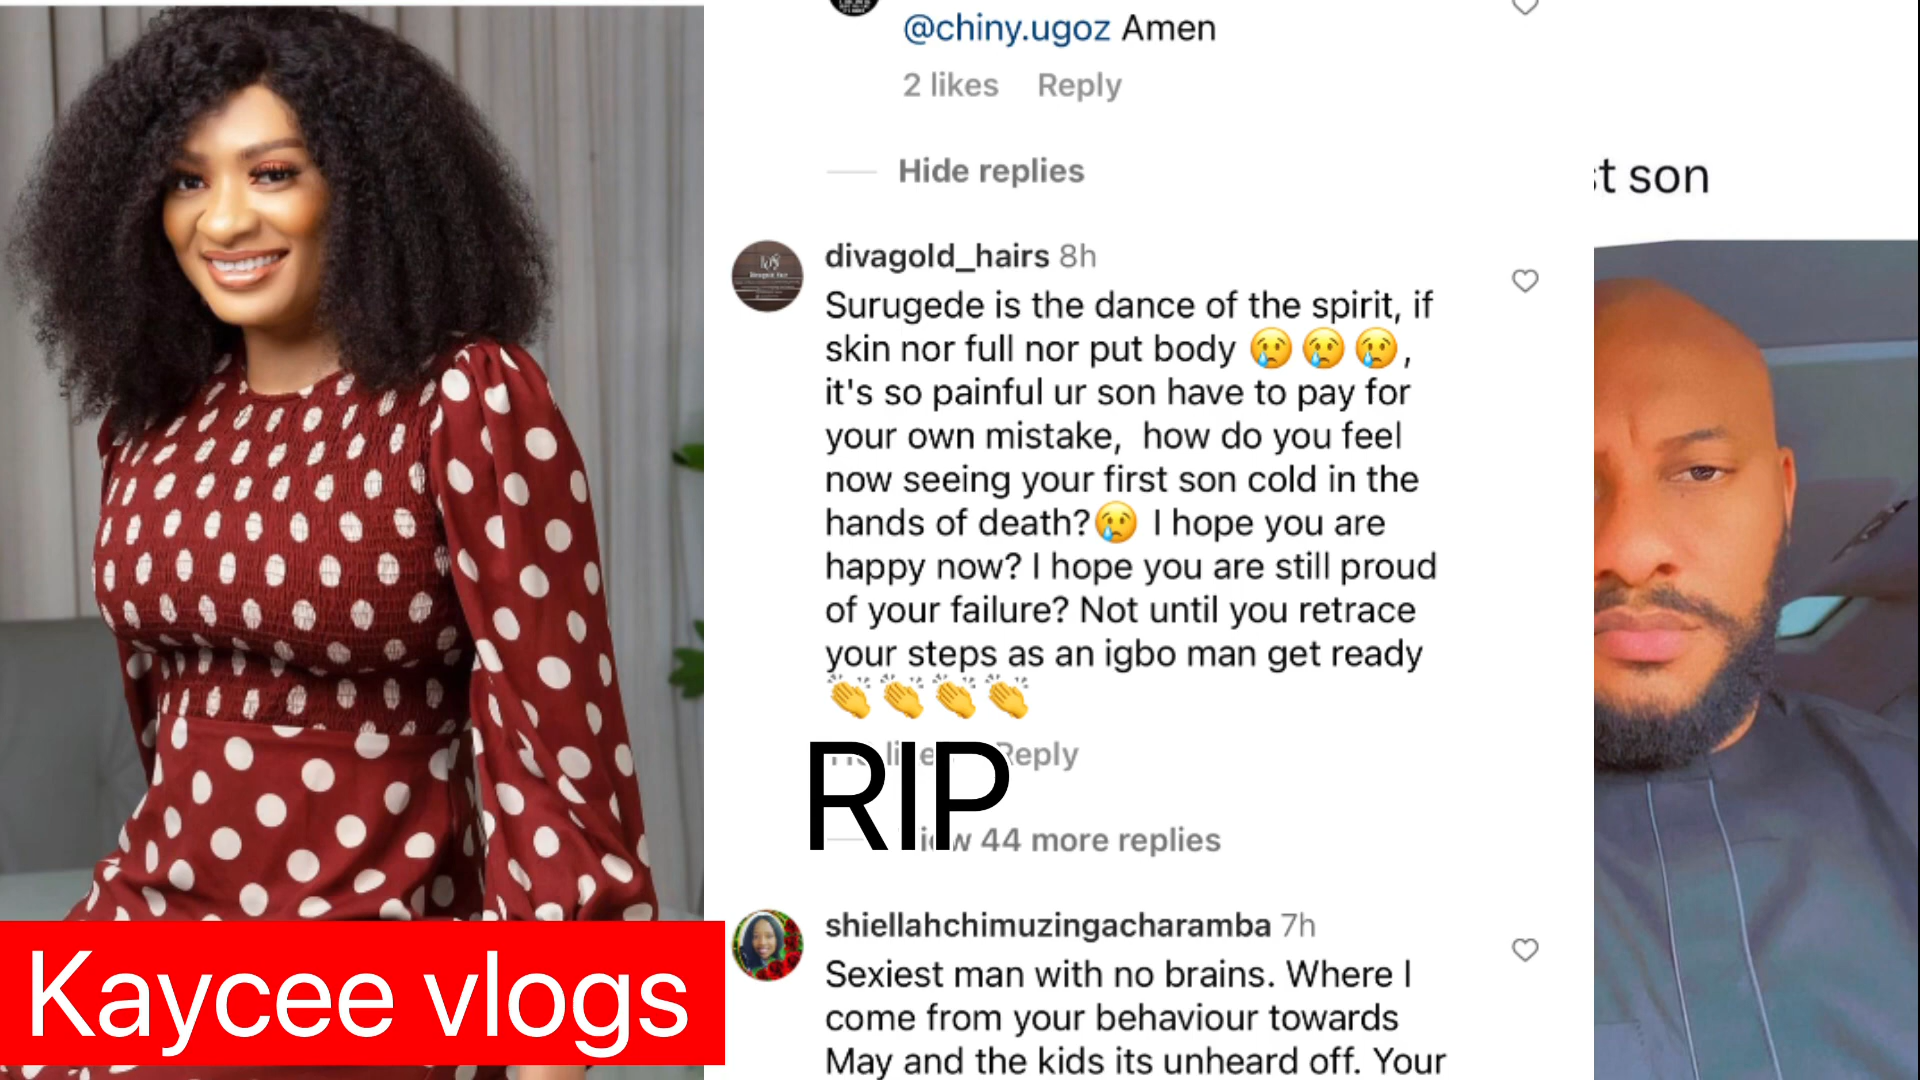 @chiny.ugoz Amen
2 likes Reply
Hide replies
st son
divagold_hairs 8h
Surugede is the dance of the spirit, if
skin nor full nor put body 😢😢😢,
it's so painful ur son have to pay for
your own mistake, how do you feel
now seeing your first son cold in the
hands of death?😢 I hope you are
happy now? I hope you are still proud
of your failure? Not until you retrace
your steps as an igbo man get ready
👏👏👏👏
likes Reply
RIP
View 44 more replies
shiellahchimuzingacharamba 7h
Sexiest man with no brains. Where I
come from your behaviour towards
May and the kids its unheard off. Your
Kaycee vlogs